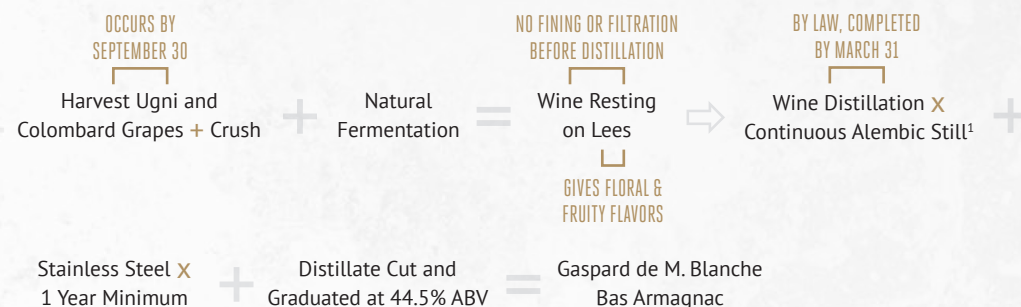 OCCURS BY
SEPTEMBER 30
Harvest Ugni and
Colombard Grapes + Crush
+
Natural
Fermentation
=
NO FINING OR FILTRATION
BEFORE DISTILLATION
Wine Resting
on Lees
GIVES FLORAL &
FRUITY FLAVORS
⇨
BY LAW, COMPLETED
BY MARCH 31
Wine Distillation X
Continuous Alembic Still¹
+
Stainless Steel X
1 Year Minimum
+
Distillate Cut and
Graduated at 44.5% ABV
=
Gaspard de M. Blanche
Bas Armagnac